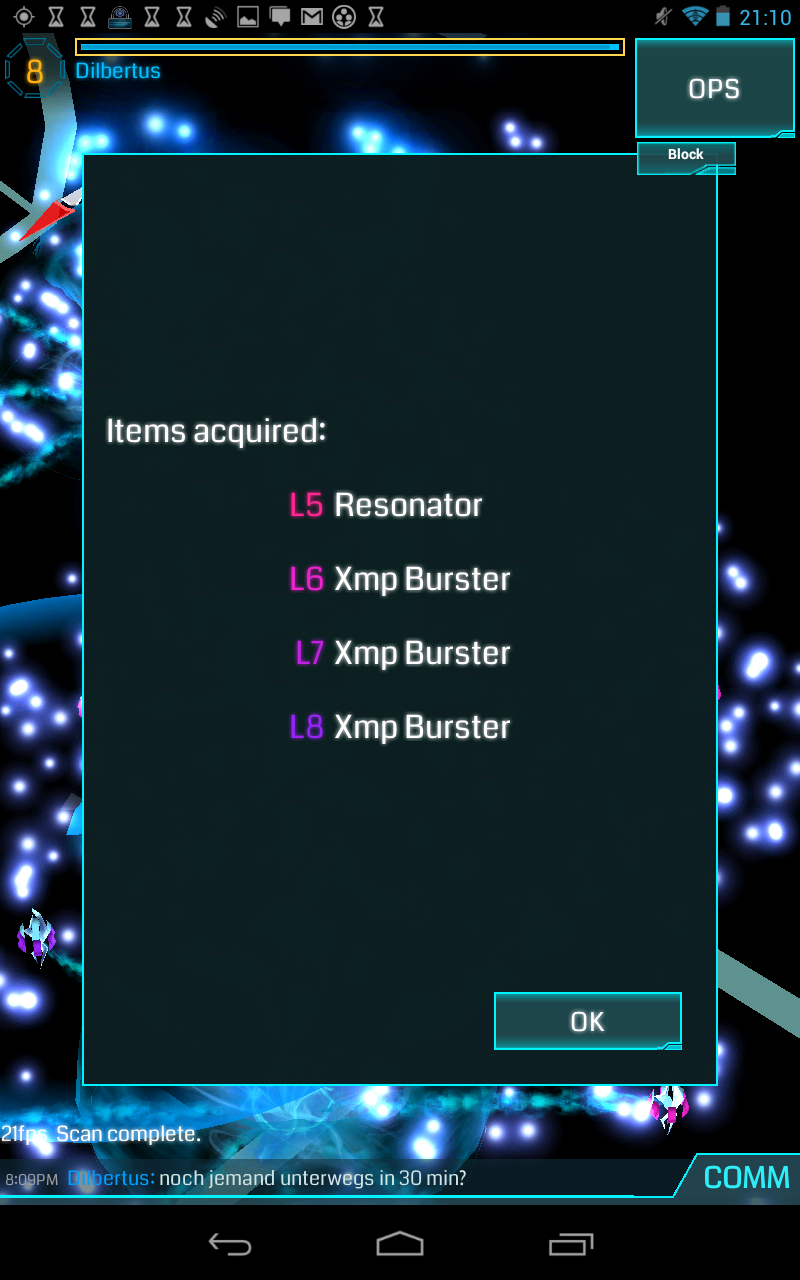 21:10
8
Dilbertus
OPS
Block
Items acquired:
L5 Resonator
L6 Xmp Burster
L7 Xmp Burster
L8 Xmp Burster
OK
21fps Scan complete.
8:09PM Dilbertus: noch jemand unterwegs in 30 min?
COMM